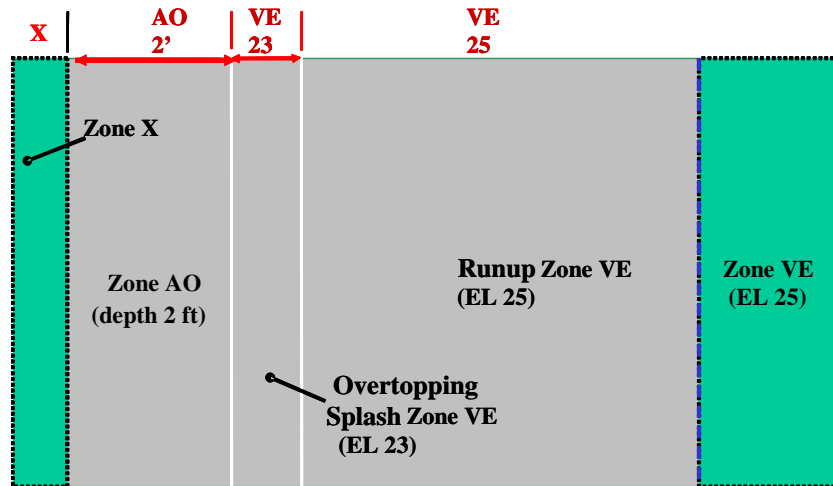 X
AO
2’
VE
23
VE
25
Zone X
Zone AO
(depth 2 ft)
Runup Zone VE
(EL 25)
Zone VE
(EL 25)
Overtopping
Splash Zone VE
(EL 23)